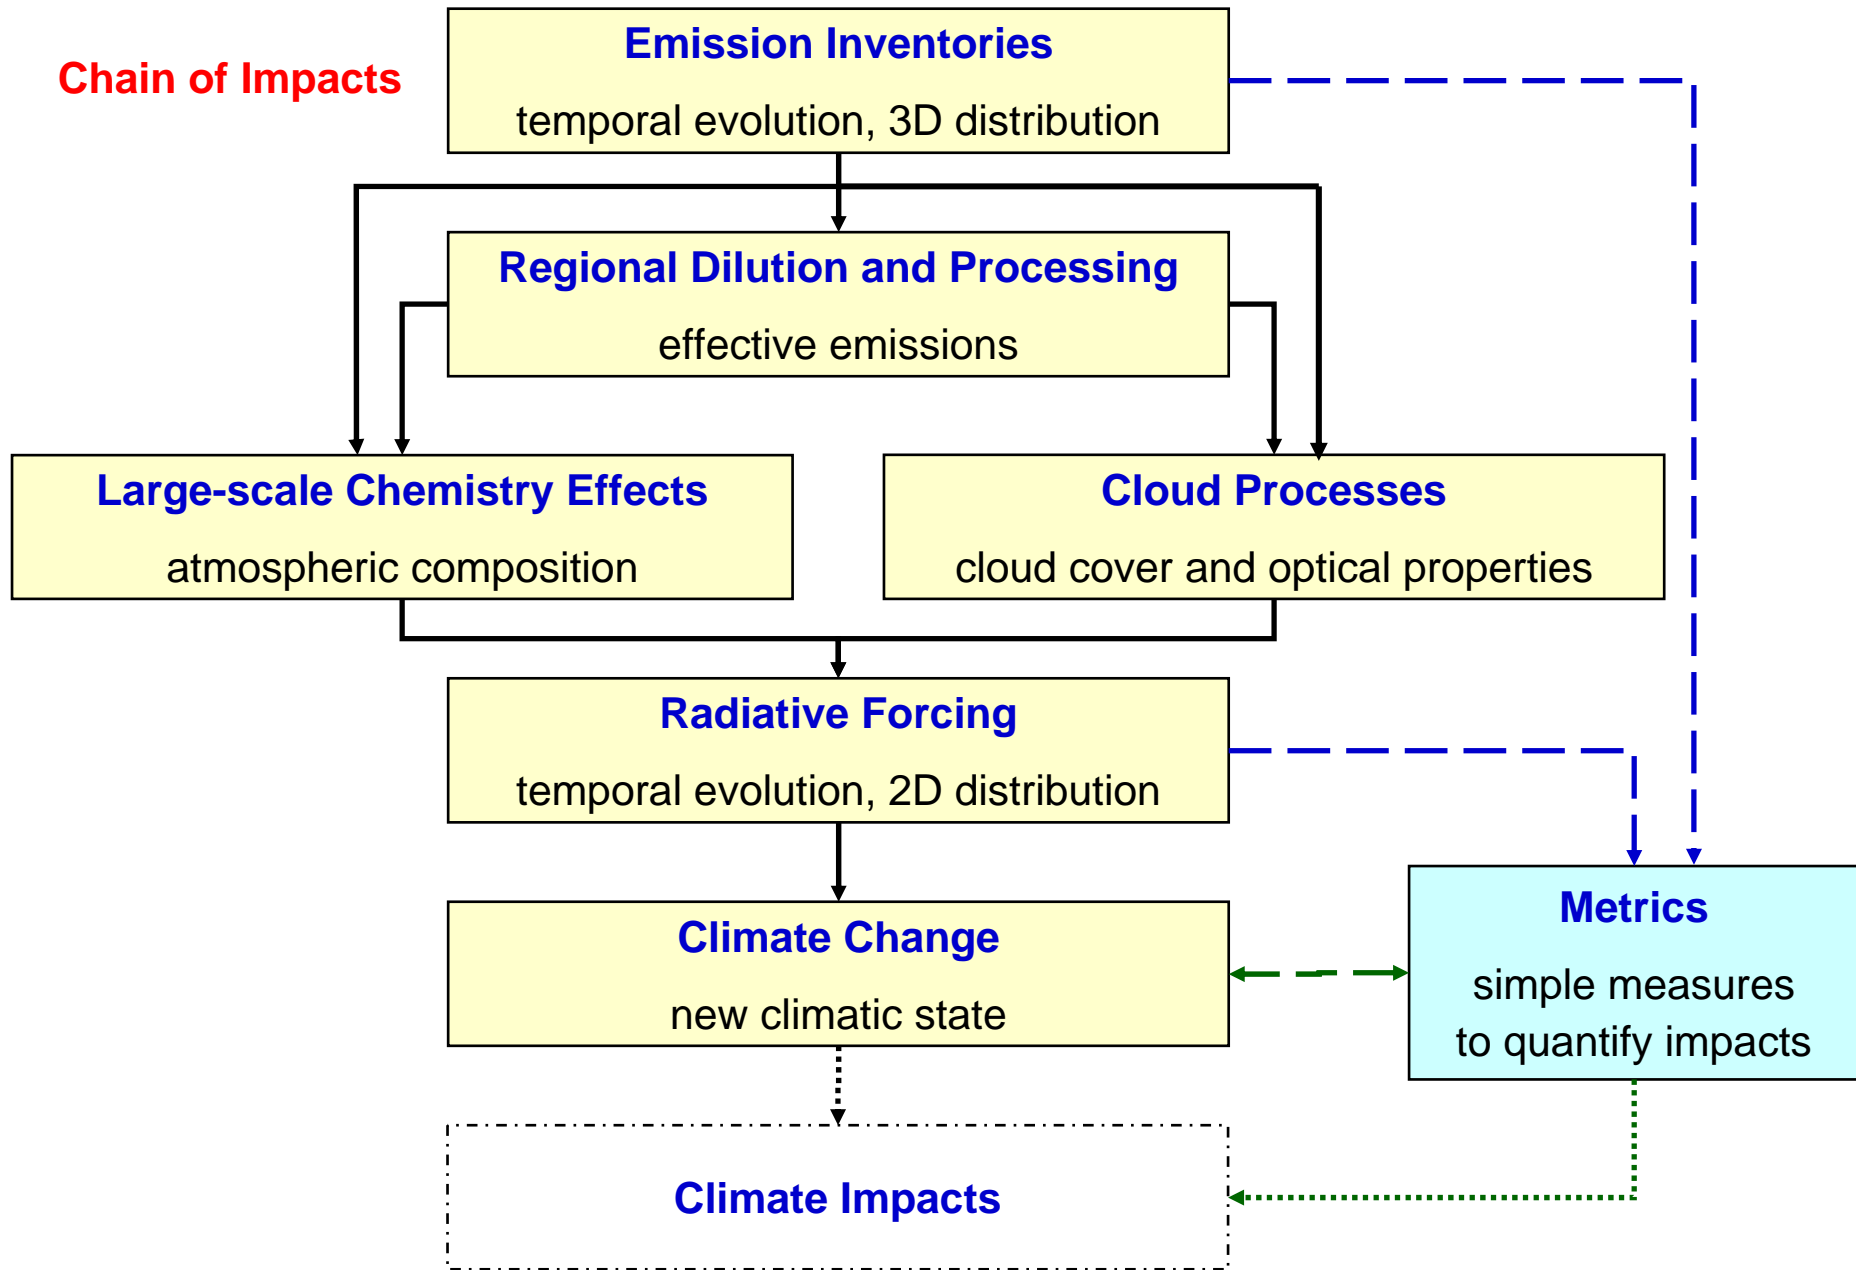 Chain of Impacts
Emission Inventories
temporal evolution, 3D distribution
Regional Dilution and Processing
effective emissions
Large-scale Chemistry Effects
atmospheric composition
Cloud Processes
cloud cover and optical properties
Radiative Forcing
temporal evolution, 2D distribution
Climate Change
new climatic state
Metrics
simple measures
to quantify impacts
Climate Impacts